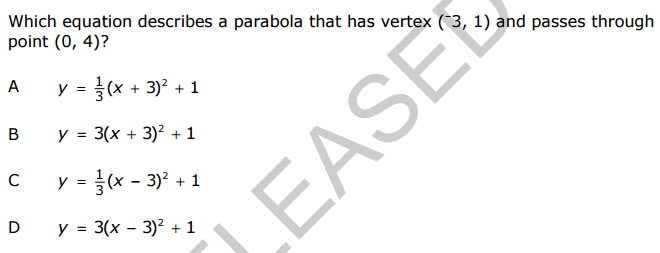 Which equation describes a parabola that has vertex (⁻3, 1) and passes through
point (0, 4)?
A y = ⅓(x + 3)² + 1
B y = 3(x + 3)² + 1
C y = ⅓(x – 3)² + 1
D y = 3(x – 3)² + 1
LEASED